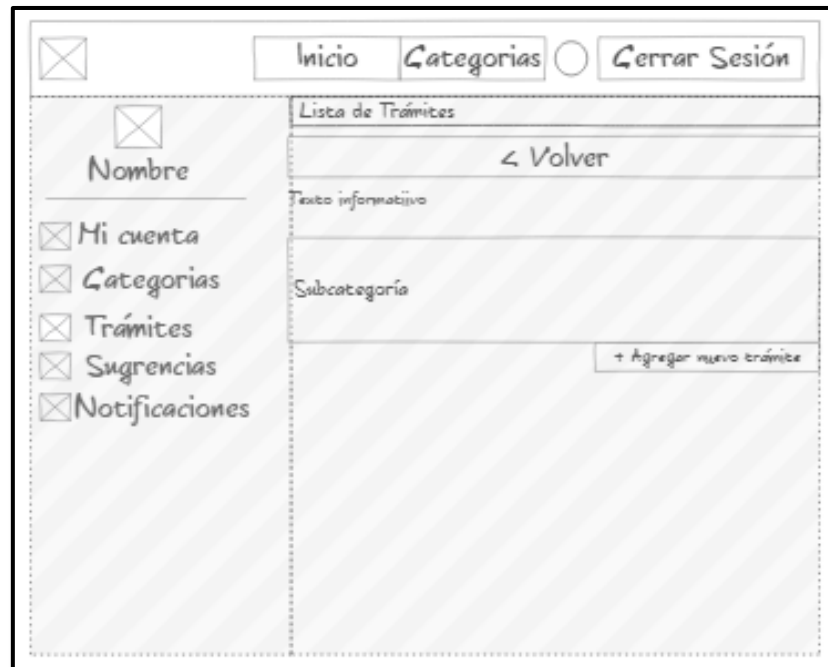 Inicio
Categorias
Cerrar Sesión
Nombre
Mi cuenta
Categorias
Trámites
Sugrencias
Notificaciones
Lista de Trámites
< Volver
Texto informatiivo
Subcategoría
+ Agregar nuevo trámite